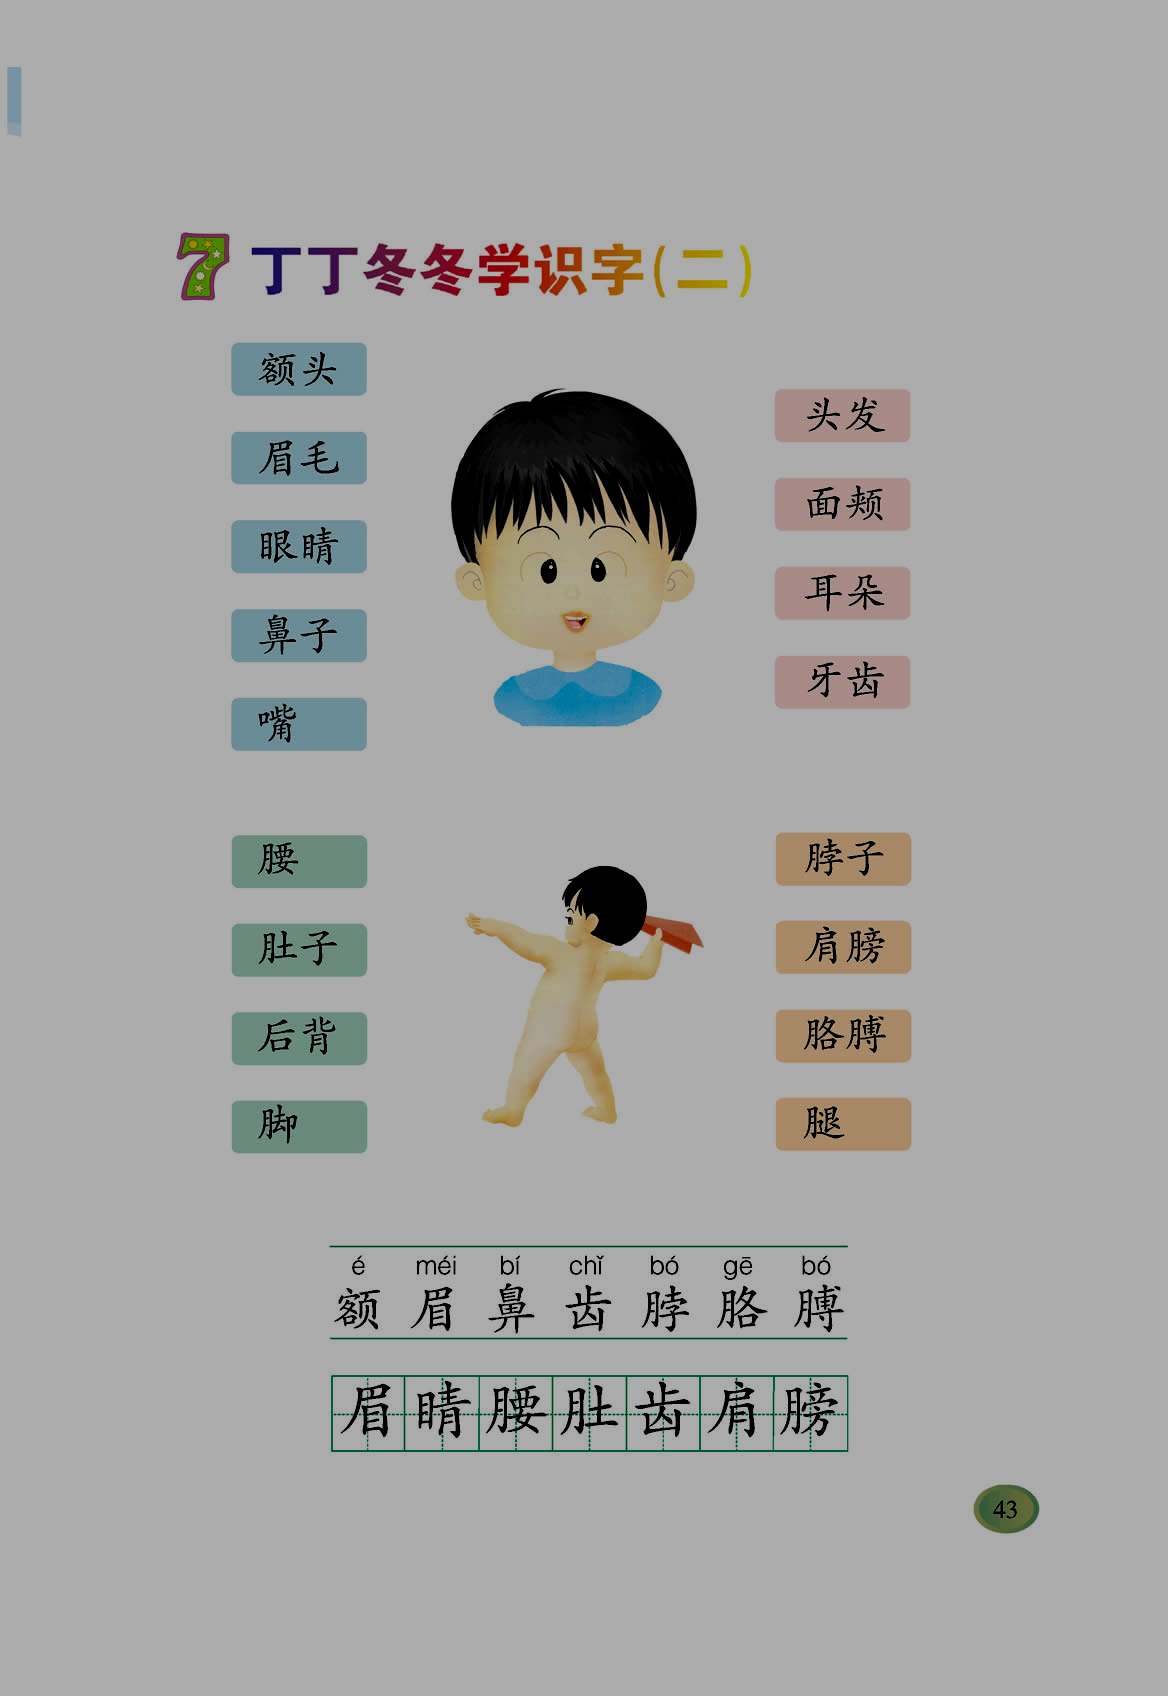 7 丁丁冬冬学识字(二)
额头
眉毛
眼睛
鼻子
嘴
头发
面颊
耳朵
牙齿
腰
肚子
后背
脚
脖子
肩膀
胳膊
腿
é méi bí chǐ bó gē bó
额 眉 鼻 齿 脖 胳 膊
眉 睛 腰 肚 齿 肩 膀
43